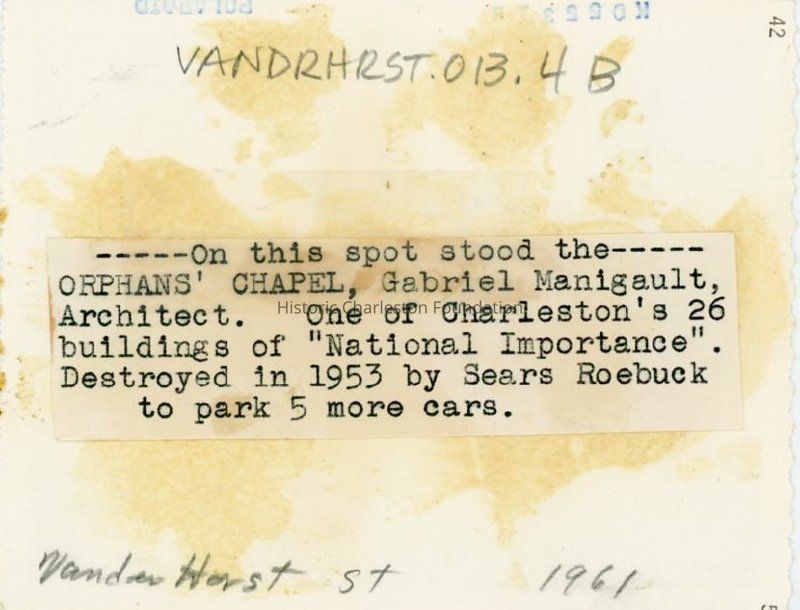 POLAROID
42
VANDRHRST.013.4 B
-----On this spot stood the-----
ORPHANS' CHAPEL, Gabriel Manigault,
Architect. One of Charleston's 26
Historic Charleston Foundation
buildings of "National Importance".
Destroyed in 1953 by Sears Roebuck
to park 5 more cars.
Vander Horst st 1961